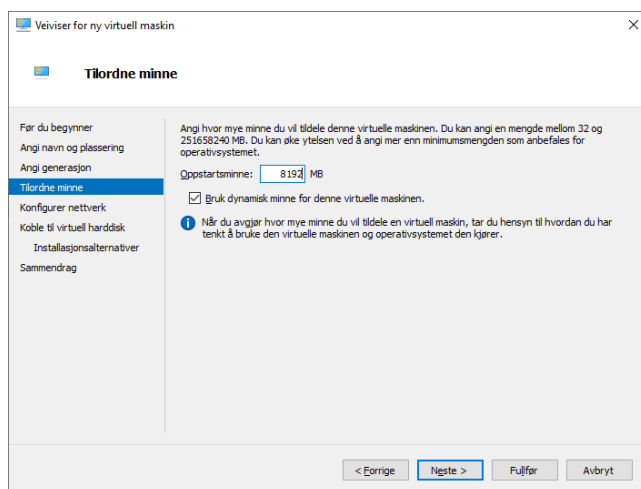 Veiviser for ny virtuell maskin
Tilordne minne
Før du begynner
Angi navn og plassering
Angi generasjon
Tilordne minne
Konfigurer nettverk
Koble til virtuell harddisk
Installasjonsalternativer
Sammendrag
Angi hvor mye minne du vil tildele denne virtuelle maskinen. Du kan angi en mengde mellom 32 og
251658240 MB. Du kan øke ytelsen ved å angi mer enn minimumsmengden som anbefales for
operativsystemet.
Oppstartsminne: 8192 MB
Bruk dynamisk minne for denne virtuelle maskinen.
Når du avgjør hvor mye minne du vil tildele en virtuell maskin, tar du hensyn til hvordan du har
tenkt å bruke den virtuelle maskinen og operativsystemet den kjører.
< Forrige
Neste >
Fullfør
Avbryt